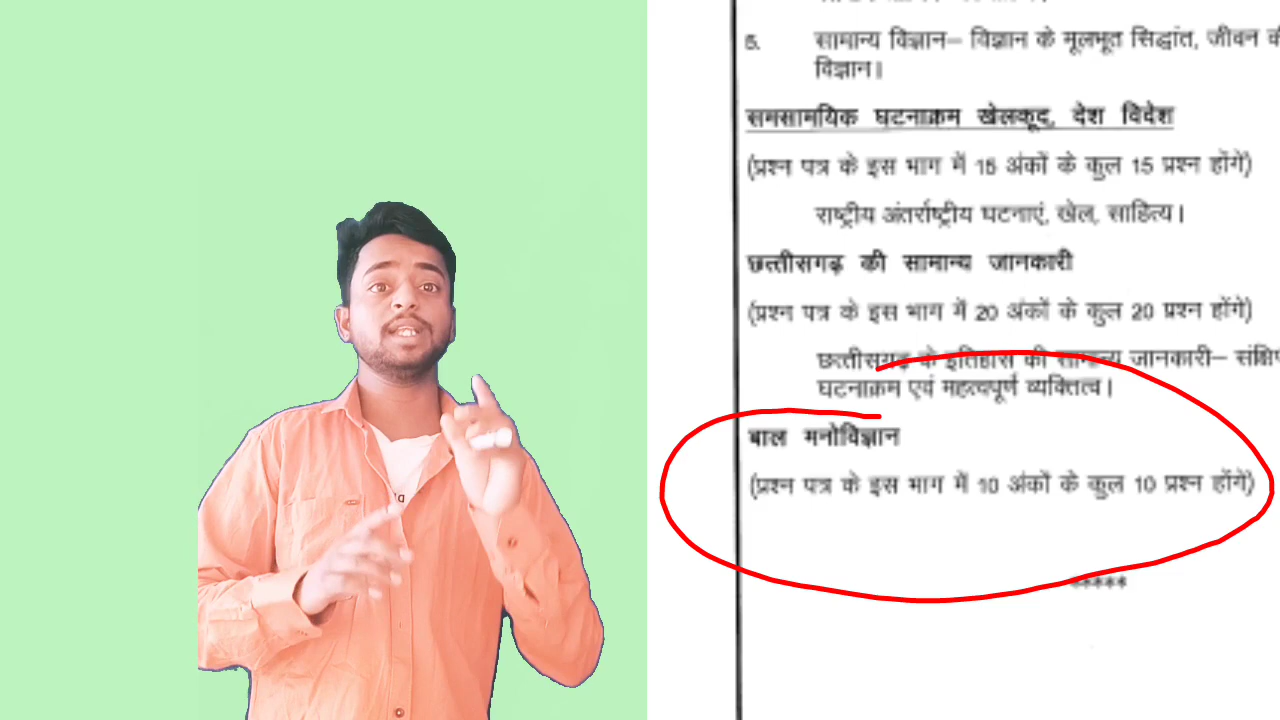 5. सामान्य विज्ञान– विज्ञान के मूलभूत सिद्धांत, जीवन
विज्ञान।
समसामयिक घटनाक्रम खेलकूद, देश विदेश
(प्रश्न पत्र के इस भाग में 15 अंकों के कुल 15 प्रश्न होंगे)
राष्ट्रीय अंतर्राष्ट्रीय घटनाएं, खेल, साहित्य।
छत्तीसगढ़ की सामान्य जानकारी
(प्रश्न पत्र के इस भाग में 20 अंकों के कुल 20 प्रश्न होंगे)
छत्तीसगढ़ के इतिहास की सामान्य जानकारी–
घटनाक्रम एवं महत्वपूर्ण व्यक्तित्व।
बाल मनोविज्ञान
(प्रश्न पत्र के इस भाग में 10 अंकों के कुल 10 प्रश्न होंगे)
*****